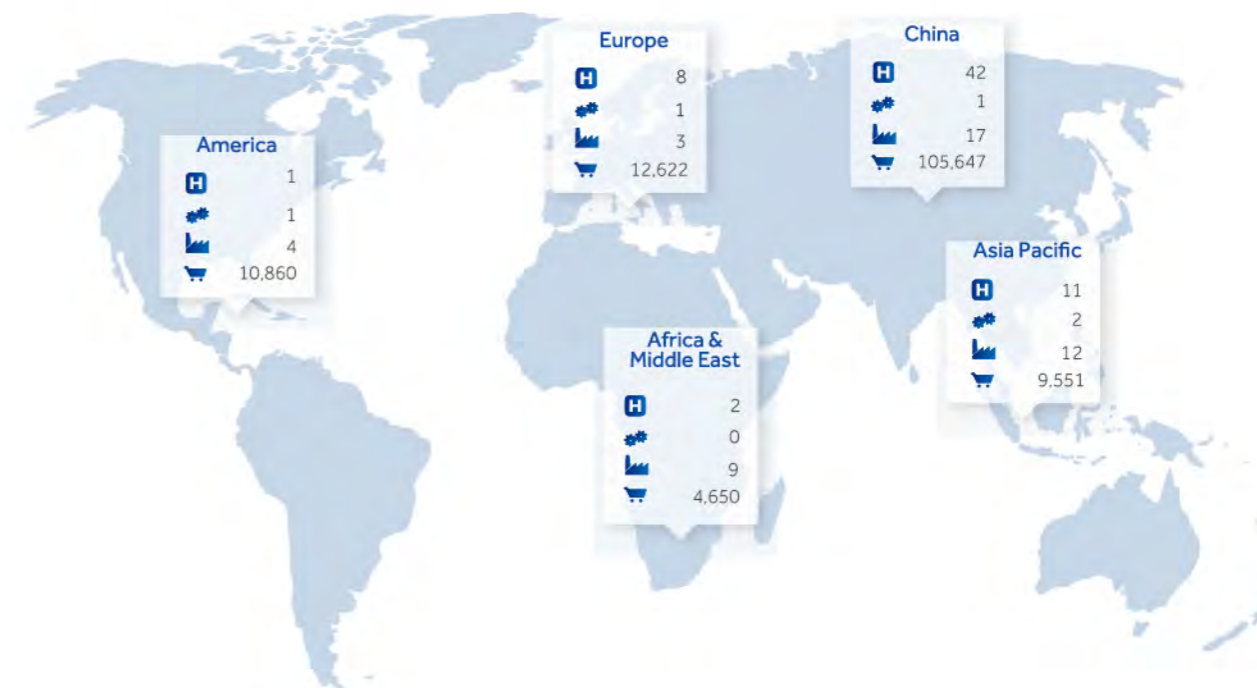 Europe
H 8
1
3
12,622
China
H 42
1
17
105,647
America
H 1
1
4
10,860
Asia Pacific
H 11
2
12
9,551
Africa &
Middle East
H 2
0
9
4,650